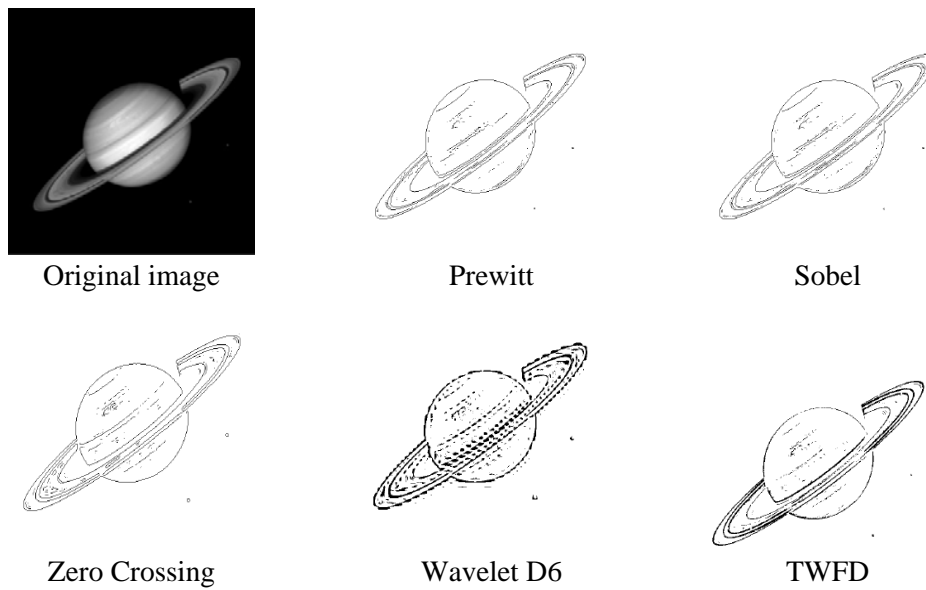 Original image
Prewitt
Sobel
Zero Crossing
Wavelet D6
TWFD